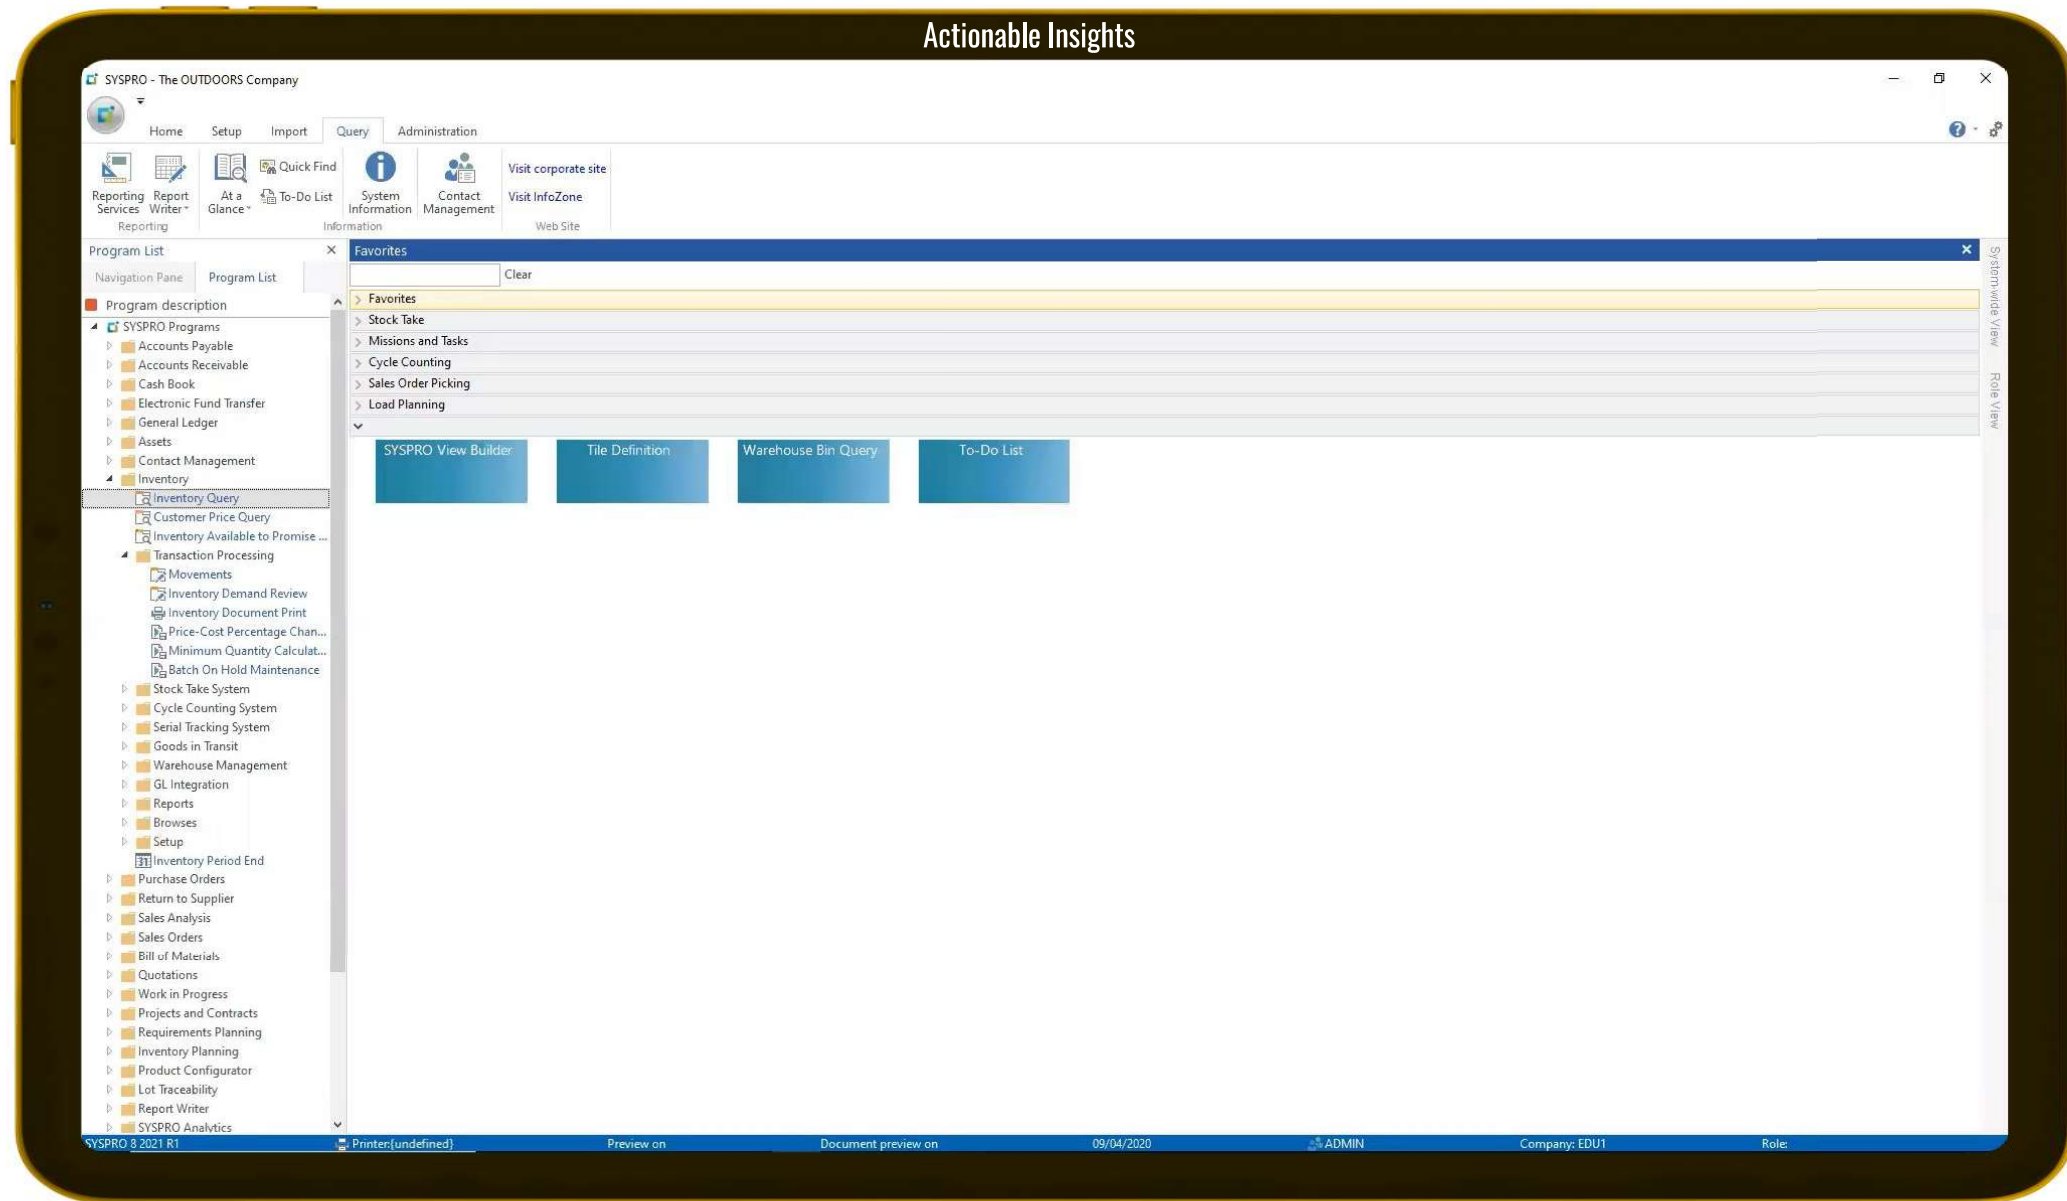 Actionable Insights
SYSPRO - The OUTDOORS Company
Home Setup Import Query Administration
Reporting Services
Report Writer
At a Glance
Quick Find
To-Do List
System Information
Contact Management
Visit corporate site
Visit InfoZone
Reporting
Information
Web Site
Program List
Navigation Pane Program List
Program description
SYSPRO Programs
Accounts Payable
Accounts Receivable
Cash Book
Electronic Fund Transfer
General Ledger
Assets
Contact Management
Inventory
Inventory Query
Customer Price Query
Inventory Available to Promise ...
Transaction Processing
Movements
Inventory Demand Review
Inventory Document Print
Price-Cost Percentage Chan...
Minimum Quantity Calculat...
Batch On Hold Maintenance
Stock Take System
Cycle Counting System
Serial Tracking System
Goods in Transit
Warehouse Management
GL Integration
Reports
Browses
Setup
31 Inventory Period End
Purchase Orders
Return to Supplier
Sales Analysis
Sales Orders
Bill of Materials
Quotations
Work in Progress
Projects and Contracts
Requirements Planning
Inventory Planning
Product Configurator
Lot Traceability
Report Writer
SYSPRO Analytics
Favorites
Clear
Favorites
Stock Take
Missions and Tasks
Cycle Counting
Sales Order Picking
Load Planning
SYSPRO View Builder
Tile Definition
Warehouse Bin Query
To-Do List
System-wide View
Role View
SYSPRO 8 2021 R1
Printer:{undefined}
Preview on
Document preview on
09/04/2020
ADMIN
Company: EDU1
Role: